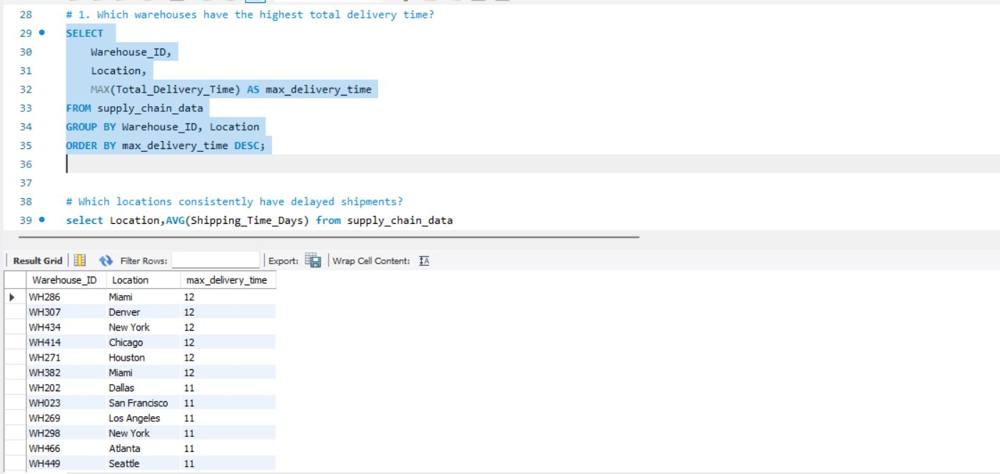 28 # 1. Which warehouses have the highest total delivery time?
29 SELECT
30 Warehouse_ID,
31 Location,
32 MAX(Total_Delivery_Time) AS max_delivery_time
33 FROM supply_chain_data
34 GROUP BY Warehouse_ID, Location
35 ORDER BY max_delivery_time DESC;
36
37
38 # Which locations consistently have delayed shipments?
39 select Location,AVG(Shipping_Time_Days) from supply_chain_data
Result Grid Filter Rows: Export: Wrap Cell Content:
Warehouse_ID Location max_delivery_time
WH286 Miami 12
WH307 Denver 12
WH434 New York 12
WH414 Chicago 12
WH271 Houston 12
WH382 Miami 12
WH202 Dallas 11
WH023 San Francisco 11
WH269 Los Angeles 11
WH298 New York 11
WH466 Atlanta 11
WH449 Seattle 11